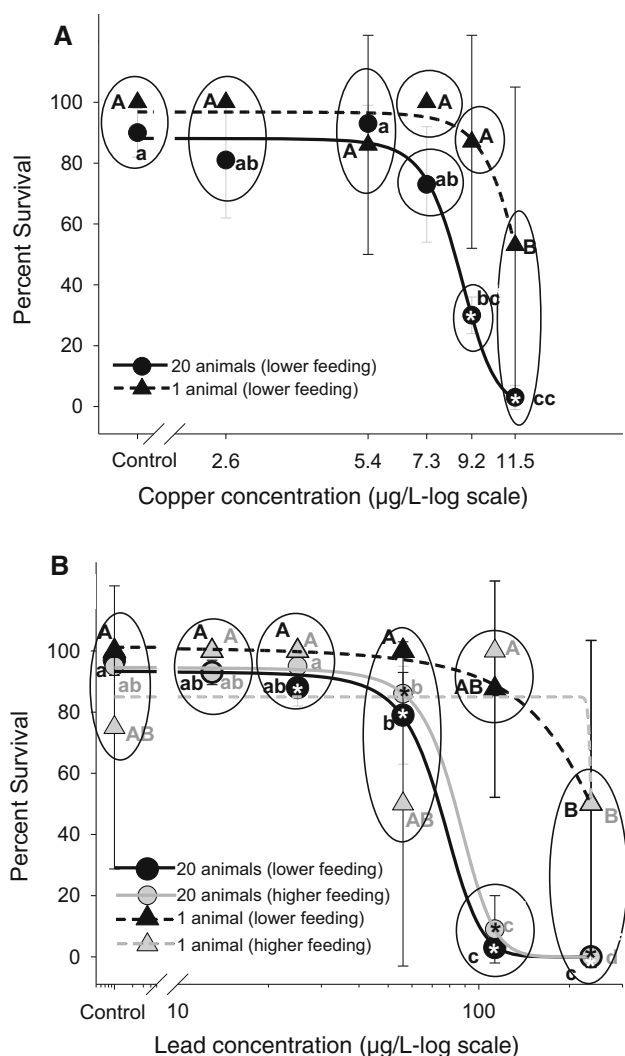 A
Percent Survival
100
80
60
40
20
0
A
a
A
ab
a
A
A
ab
A
bc
B
cc
20 animals (lower feeding)
1 animal (lower feeding)
Control
2.6
5.4
7.3
9.2
11.5
Copper concentration (µg/L-log scale)
B
Percent Survival
100
80
60
40
20
0
A
a
ab
AB
A
A
ab
ab
A
A
a
ab
A
b
b
AB
A
AB
c
c
B
B
c
d
20 animals (lower feeding)
20 animals (higher feeding)
1 animal (lower feeding)
1 animal (higher feeding)
Control
10
100
Lead concentration (µg/L-log scale)